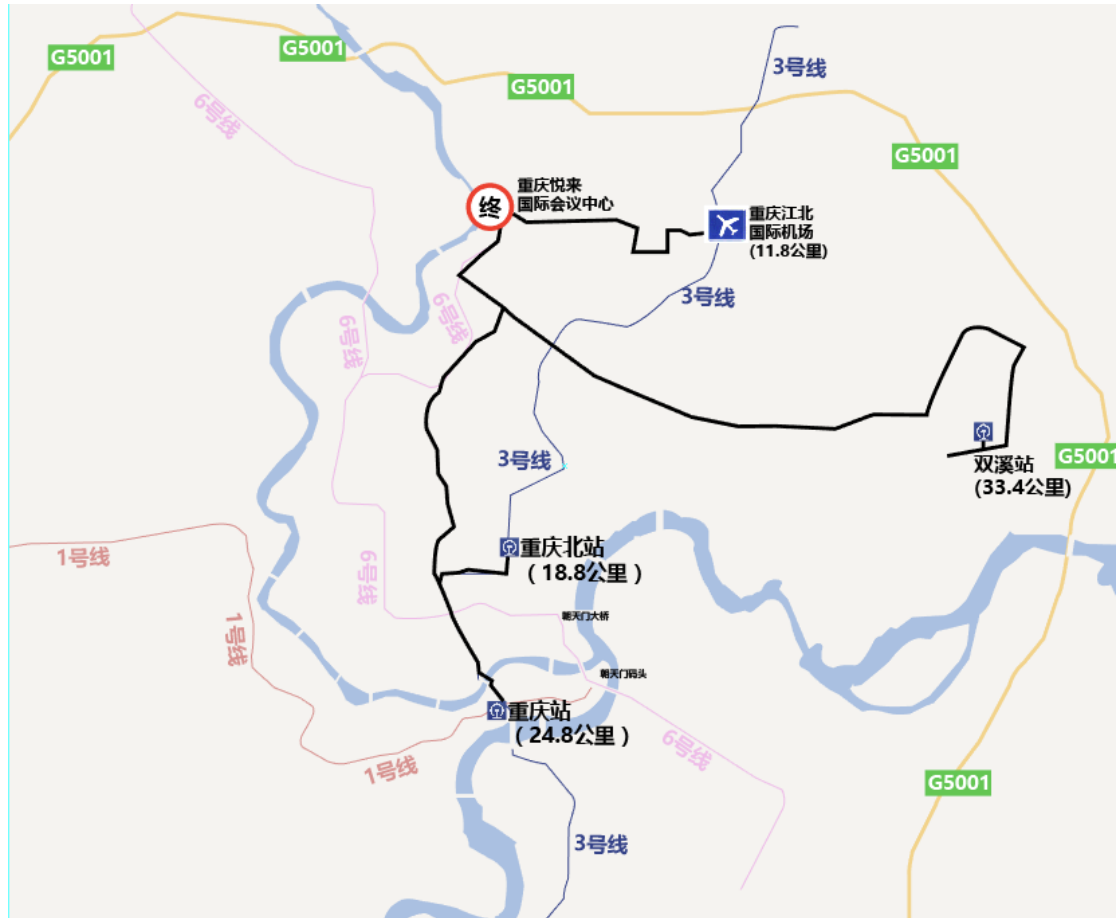 G5001
G5001
3号线
G5001
6号线
G5001
终
重庆悦来
国际会议中心
重庆江北
国际机场
(11.8公里)
3号线
6号线
6号线
3号线
G5001
双溪站
(33.4公里)
重庆北站
（18.8公里）
1号线
6号线
朝天门大桥
1号线
朝天门码头
重庆站
（24.8公里）
6号线
1号线
G5001
3号线